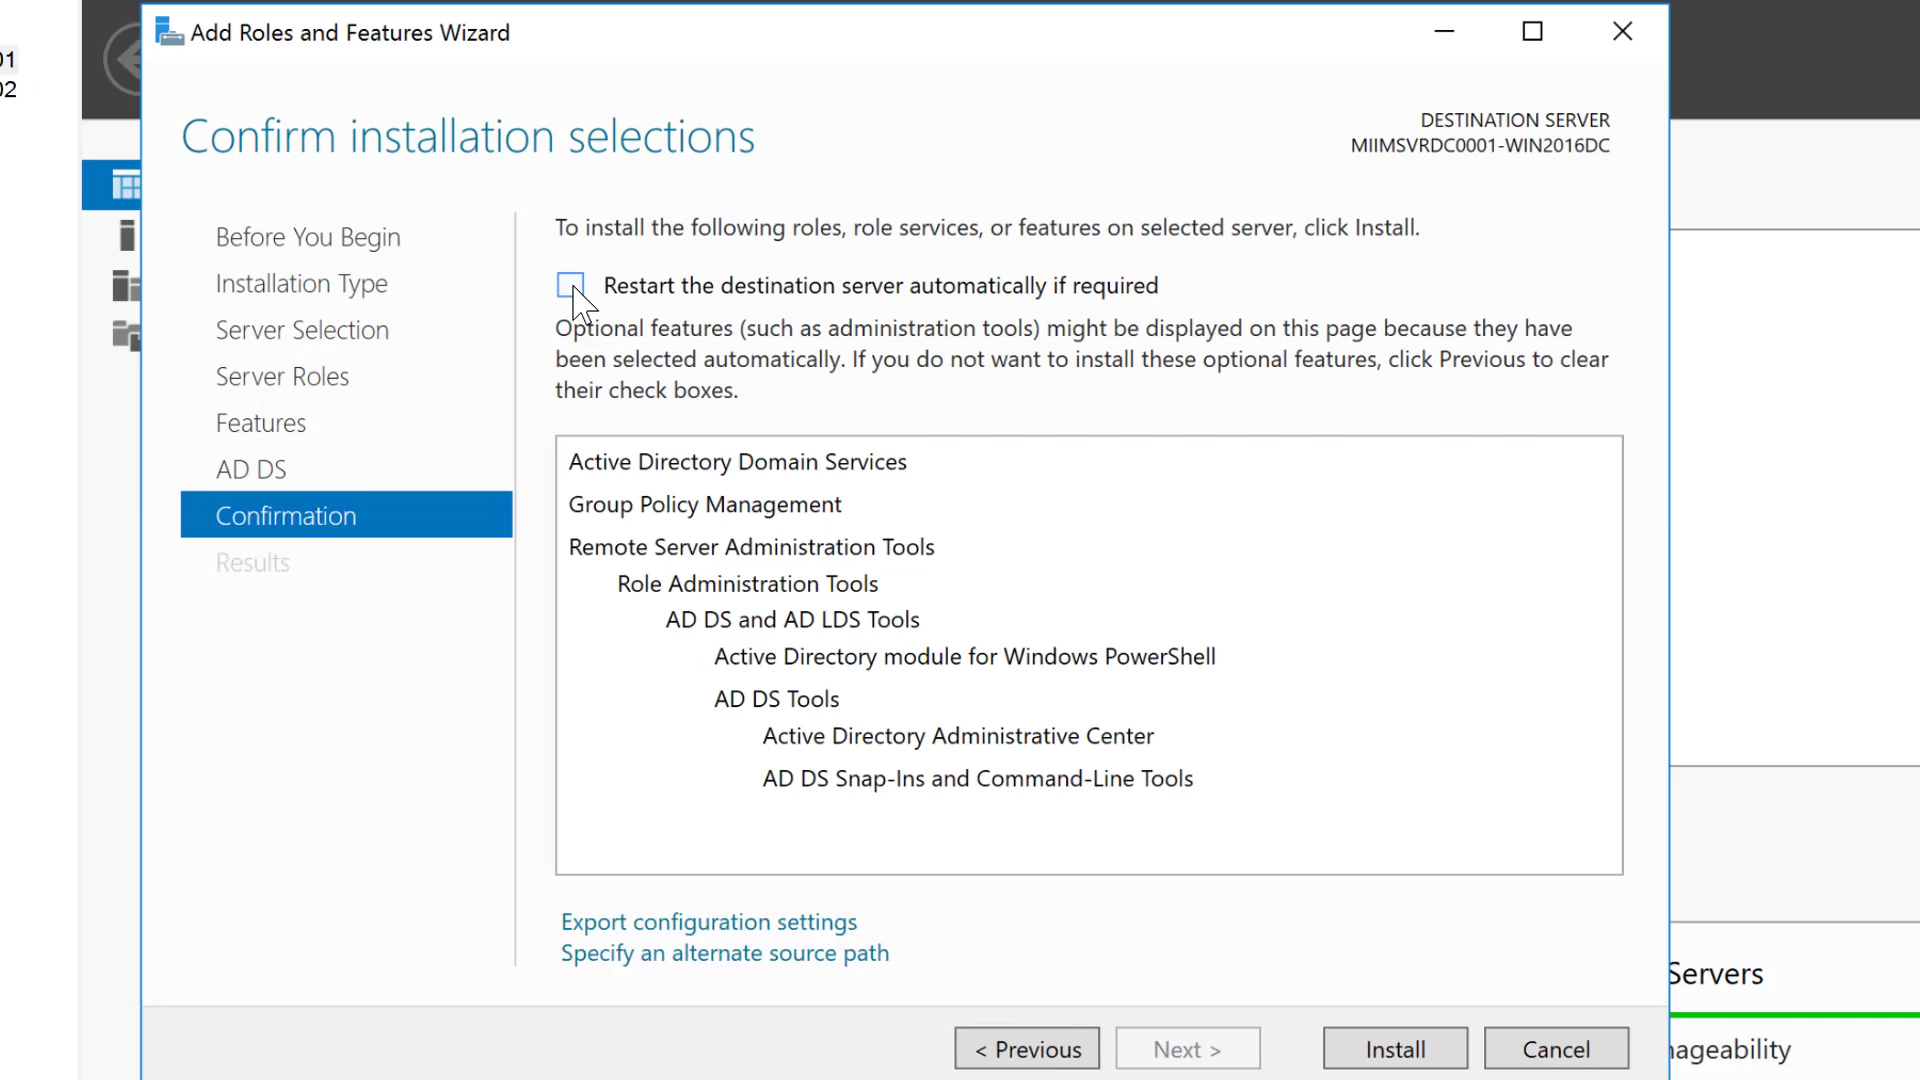 01
02
Add Roles and Features Wizard
Confirm installation selections
DESTINATION SERVER
MIIMSVRDC0001-WIN2016DC
Before You Begin
Installation Type
Server Selection
Server Roles
Features
AD DS
Confirmation
Results
To install the following roles, role services, or features on selected server, click Install.
Restart the destination server automatically if required
Optional features (such as administration tools) might be displayed on this page because they have
been selected automatically. If you do not want to install these optional features, click Previous to clear
their check boxes.
Active Directory Domain Services
Group Policy Management
Remote Server Administration Tools
Role Administration Tools
AD DS and AD LDS Tools
Active Directory module for Windows PowerShell
AD DS Tools
Active Directory Administrative Center
AD DS Snap-Ins and Command-Line Tools
Export configuration settings
Specify an alternate source path
< Previous
Next >
Install
Cancel
Servers
nageability